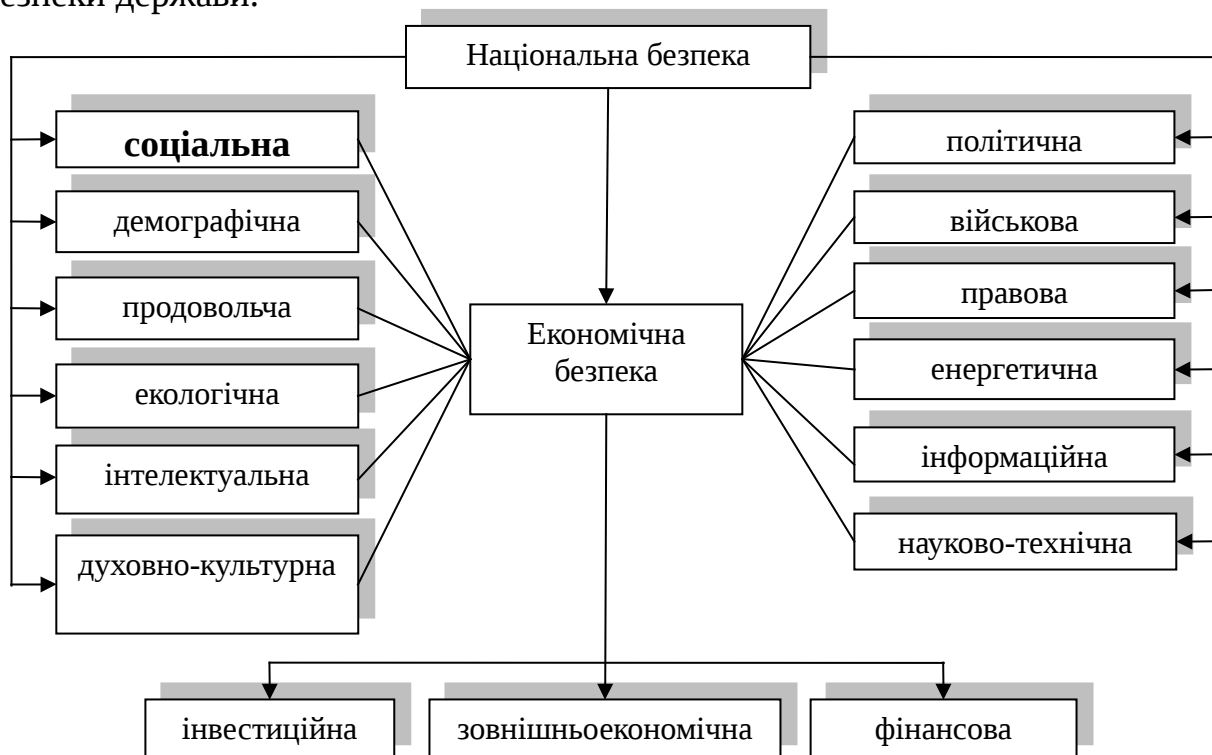 держави.
Національна безпека
соціальна
демографічна
продовольча
екологічна
інтелектуальна
духовно-культурна
Економічна
безпека
політична
військова
правова
енергетична
інформаційна
науково-технічна
інвестиційна
зовнішньоекономічна
фінансова